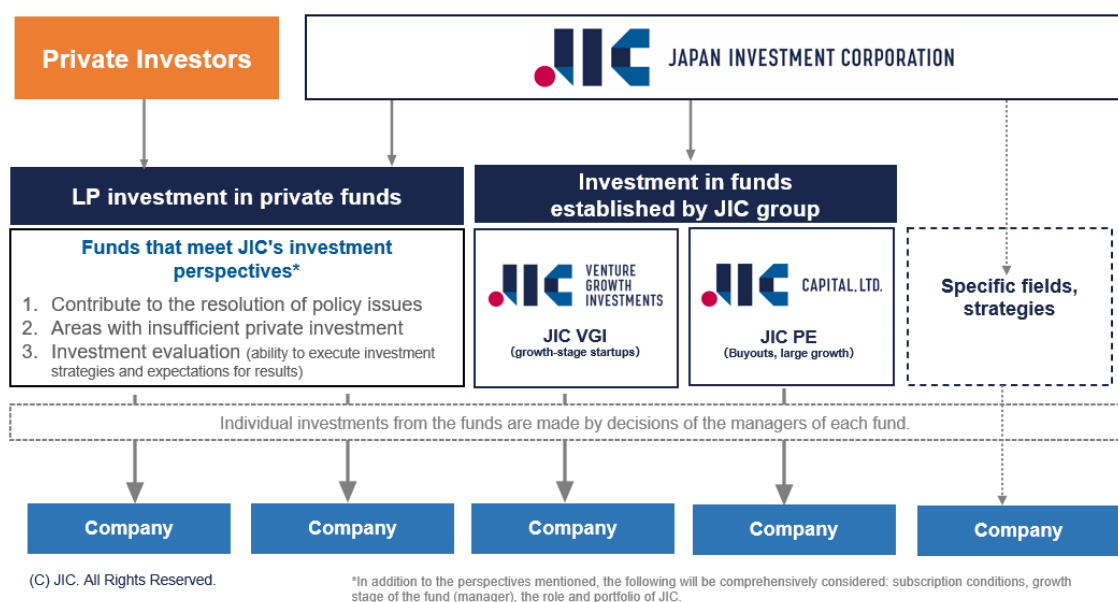 Private Investors
JIC JAPAN INVESTMENT CORPORATION
LP investment in private funds
Investment in funds
established by JIC group
Funds that meet JIC's investment
perspectives*
1. Contribute to the resolution of policy issues
2. Areas with insufficient private investment
3. Investment evaluation (ability to execute investment
strategies and expectations for results)
JIC VENTURE
GROWTH
INVESTMENTS
JIC VGI
(growth-stage startups)
JIC CAPITAL, LTD.
JIC PE
(Buyouts, large growth)
Specific fields,
strategies
Individual investments from the funds are made by decisions of the managers of each fund.
Company
Company
Company
Company
Company
(C) JIC. All Rights Reserved.
*In addition to the perspectives mentioned, the following will be comprehensively considered: subscription conditions, growth
stage of the fund (manager), the role and portfolio of JIC.